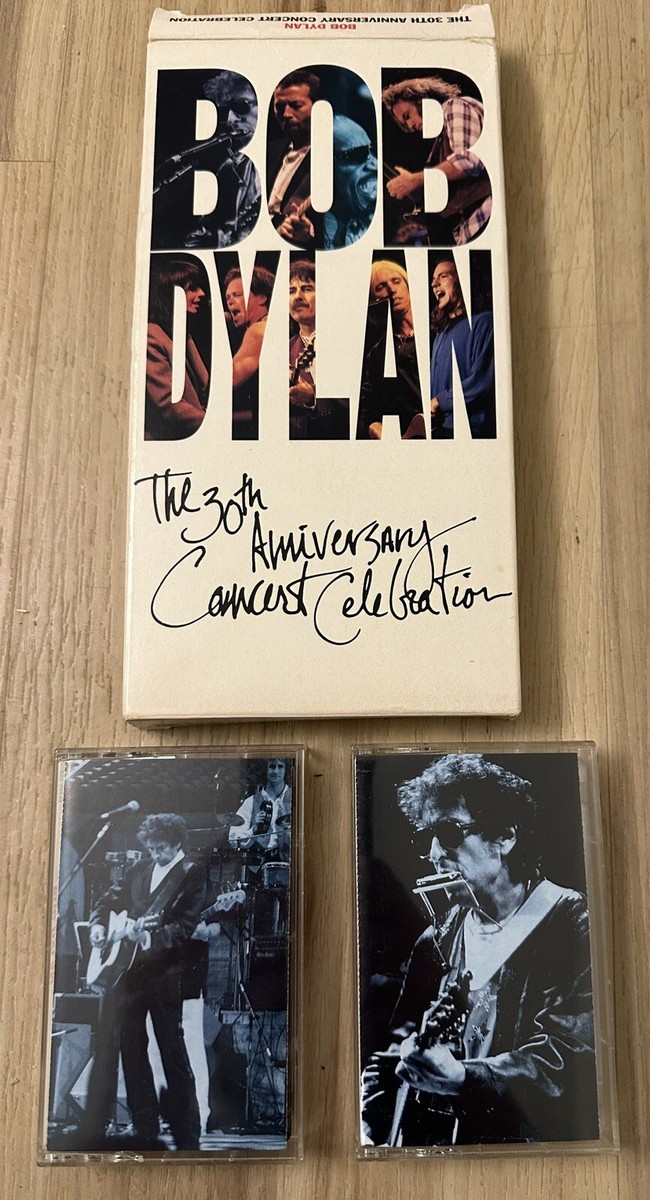 BOB DYLAN
THE 30TH ANNIVERSARY CONCERT CELEBRATION
BOB
DYLAN
The 30th
Anniversary
Concert Celebration